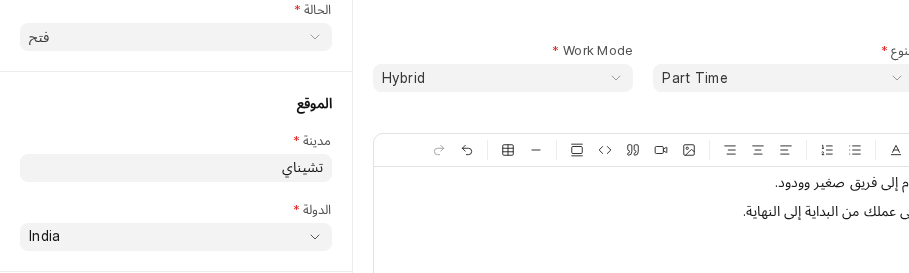 الحالة *
فتح
الموقع
مدينة *
تشيناي
الدولة *
India
Work Mode *
Hybrid
نوع *
Part Time
إلى فريق صغير وودود.
عملك من البداية إلى النهاية.